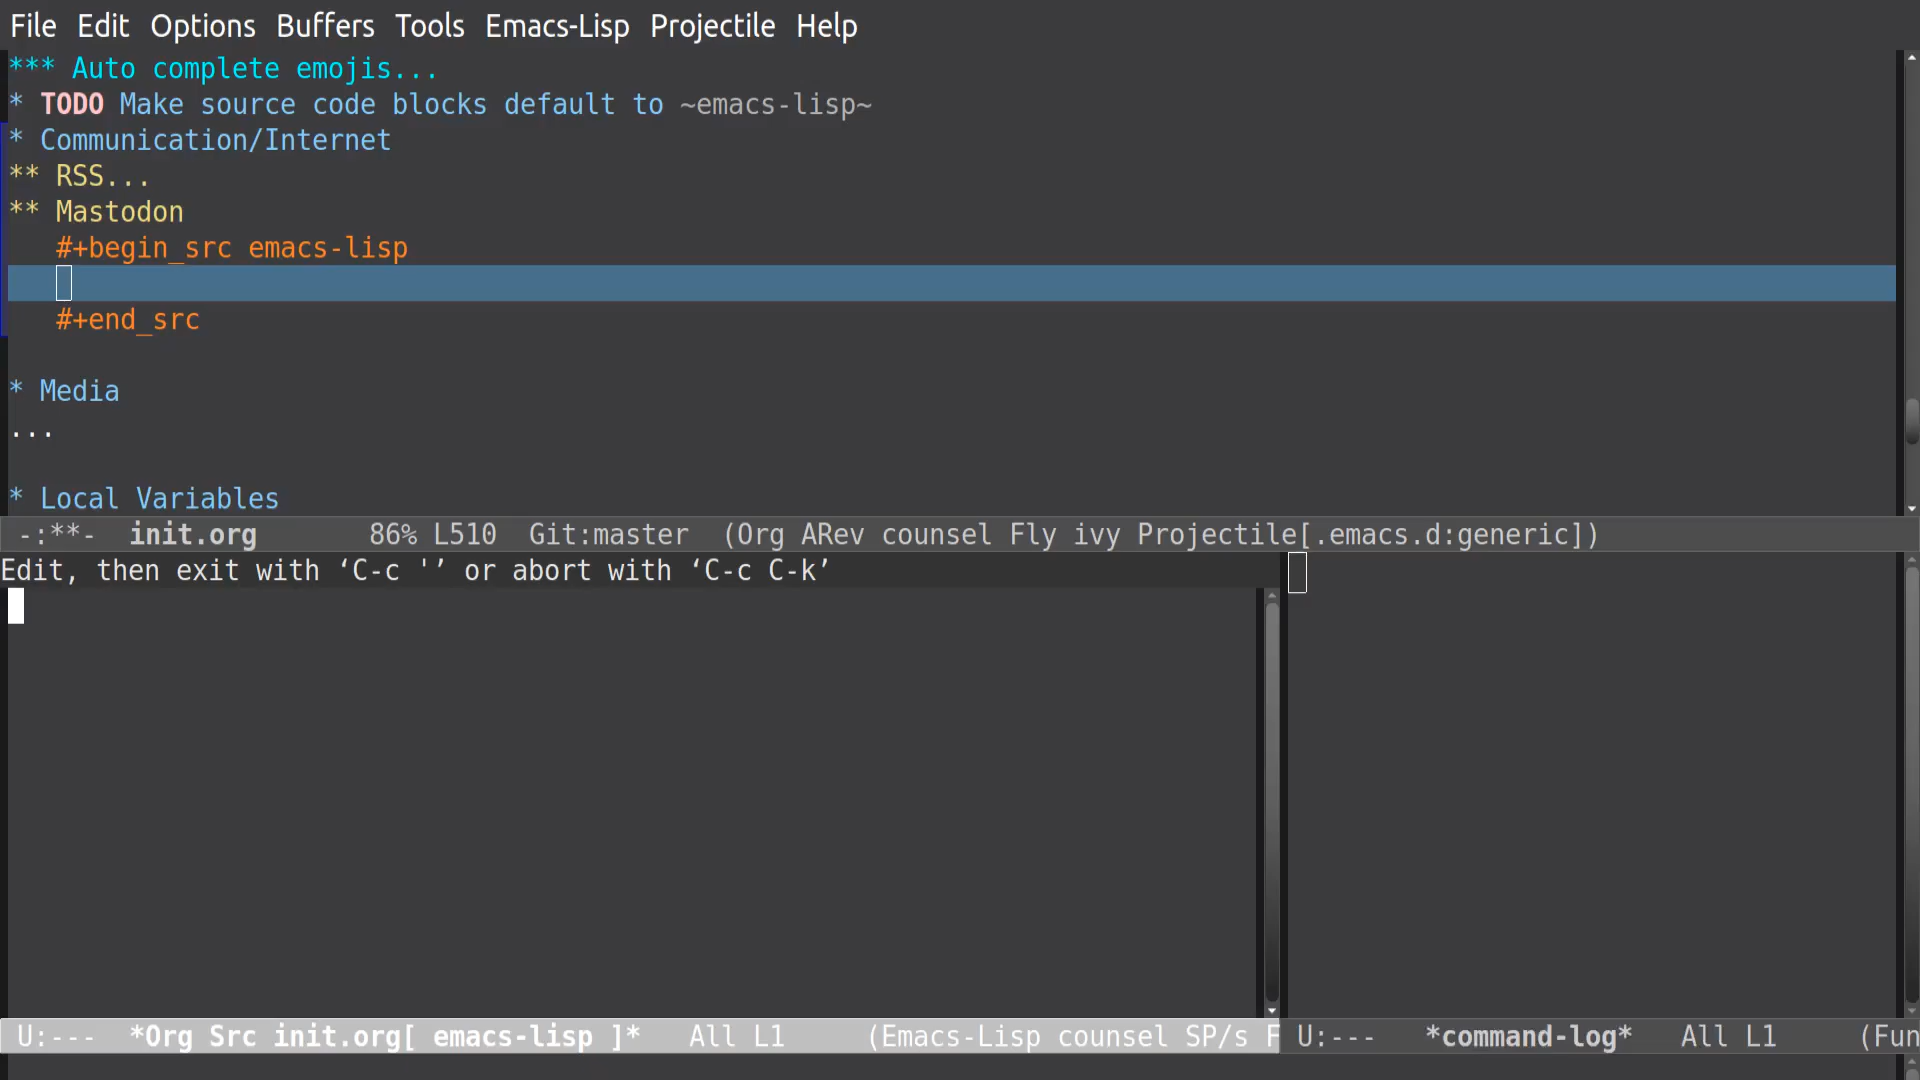 File Edit Options Buffers Tools Emacs-Lisp Projectile Help
*** Auto complete emojis...
* TODO Make source code blocks default to ~emacs-lisp~
* Communication/Internet
** RSS...
** Mastodon
#+begin_src emacs-lisp
#+end_src
* Media
...
* Local Variables
-:**- init.org 86% L510 Git:master (Org ARev counsel Fly ivy Projectile[.emacs.d:generic])
Edit, then exit with ‘C-c '’ or abort with ‘C-c C-k’
U:--- *Org Src init.org[ emacs-lisp ]* All L1 (Emacs-Lisp counsel SP/s F
U:--- *command-log* All L1 (Fun